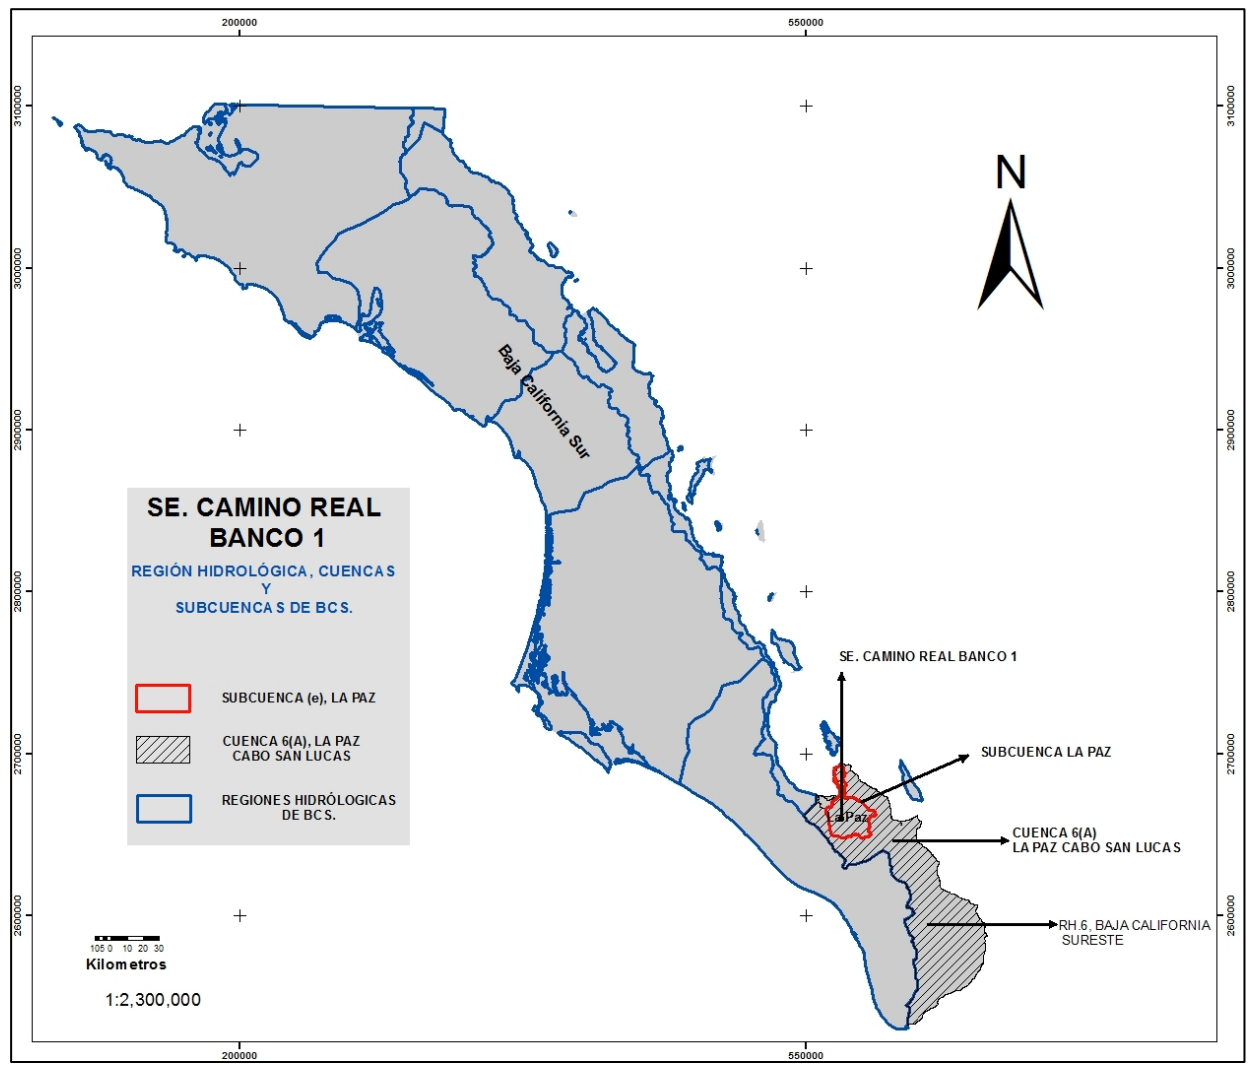 200000
550000
3100000
3100000
N
3000000
3000000
Baja California Sur
2900000
2900000
SE. CAMINO REAL
BANCO 1
REGIÓN HIDROLÓGICA, CUENCAS
Y
SUBCUENCAS DE BCS.
2800000
2800000
SE. CAMINO REAL BANCO 1
SUBCUENCA (e), LA PAZ
CUENCA 6(A), LA PAZ
CABO SAN LUCAS
SUBCUENCA LA PAZ
2700000
2700000
REGIONES HIDRÓLOGICAS
DE BCS.
La Paz
CUENCA 6(A)
LA PAZ CABO SAN LUCAS
2600000
2600000
RH.6, BAJA CALIFORNIA
SURESTE
105 0 10 20 30
Kilometros
1:2,300,000
200000
550000